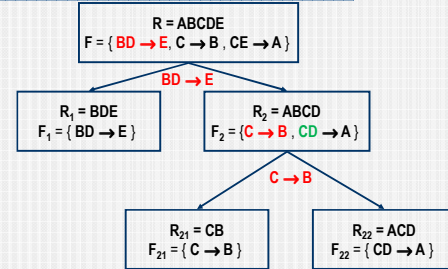 R = ABCDE
F = { BD → E, C → B , CE → A }
BD → E
R₁ = BDE
F₁ = { BD → E }
R₂ = ABCD
F₂ = {C → B , CD → A }
C → B
R₂₁ = CB
F₂₁ = { C → B }
R₂₂ = ACD
F₂₂ = { CD → A }